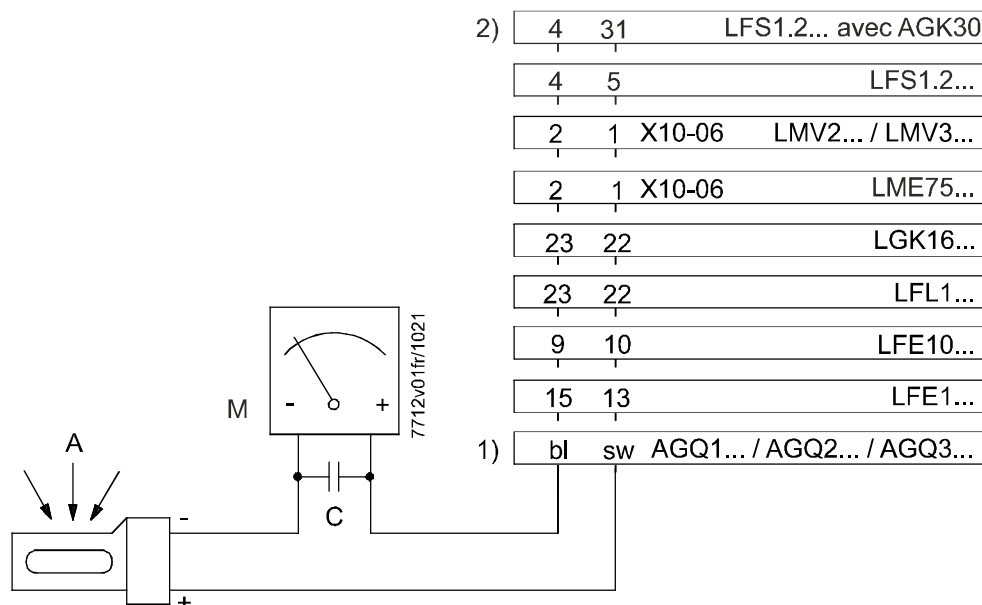 2) 4 31 LFS1.2... avec AGK30
4 5 LFS1.2...
2 1 X10-06 LMV2... / LMV3...
2 1 X10-06 LME75...
23 22 LGK16...
23 22 LFL1...
9 10 LFE10...
15 13 LFE1...
1) bl sw AGQ1... / AGQ2... / AGQ3...
M
- +
7712v01fr/1021
C
A
-
+